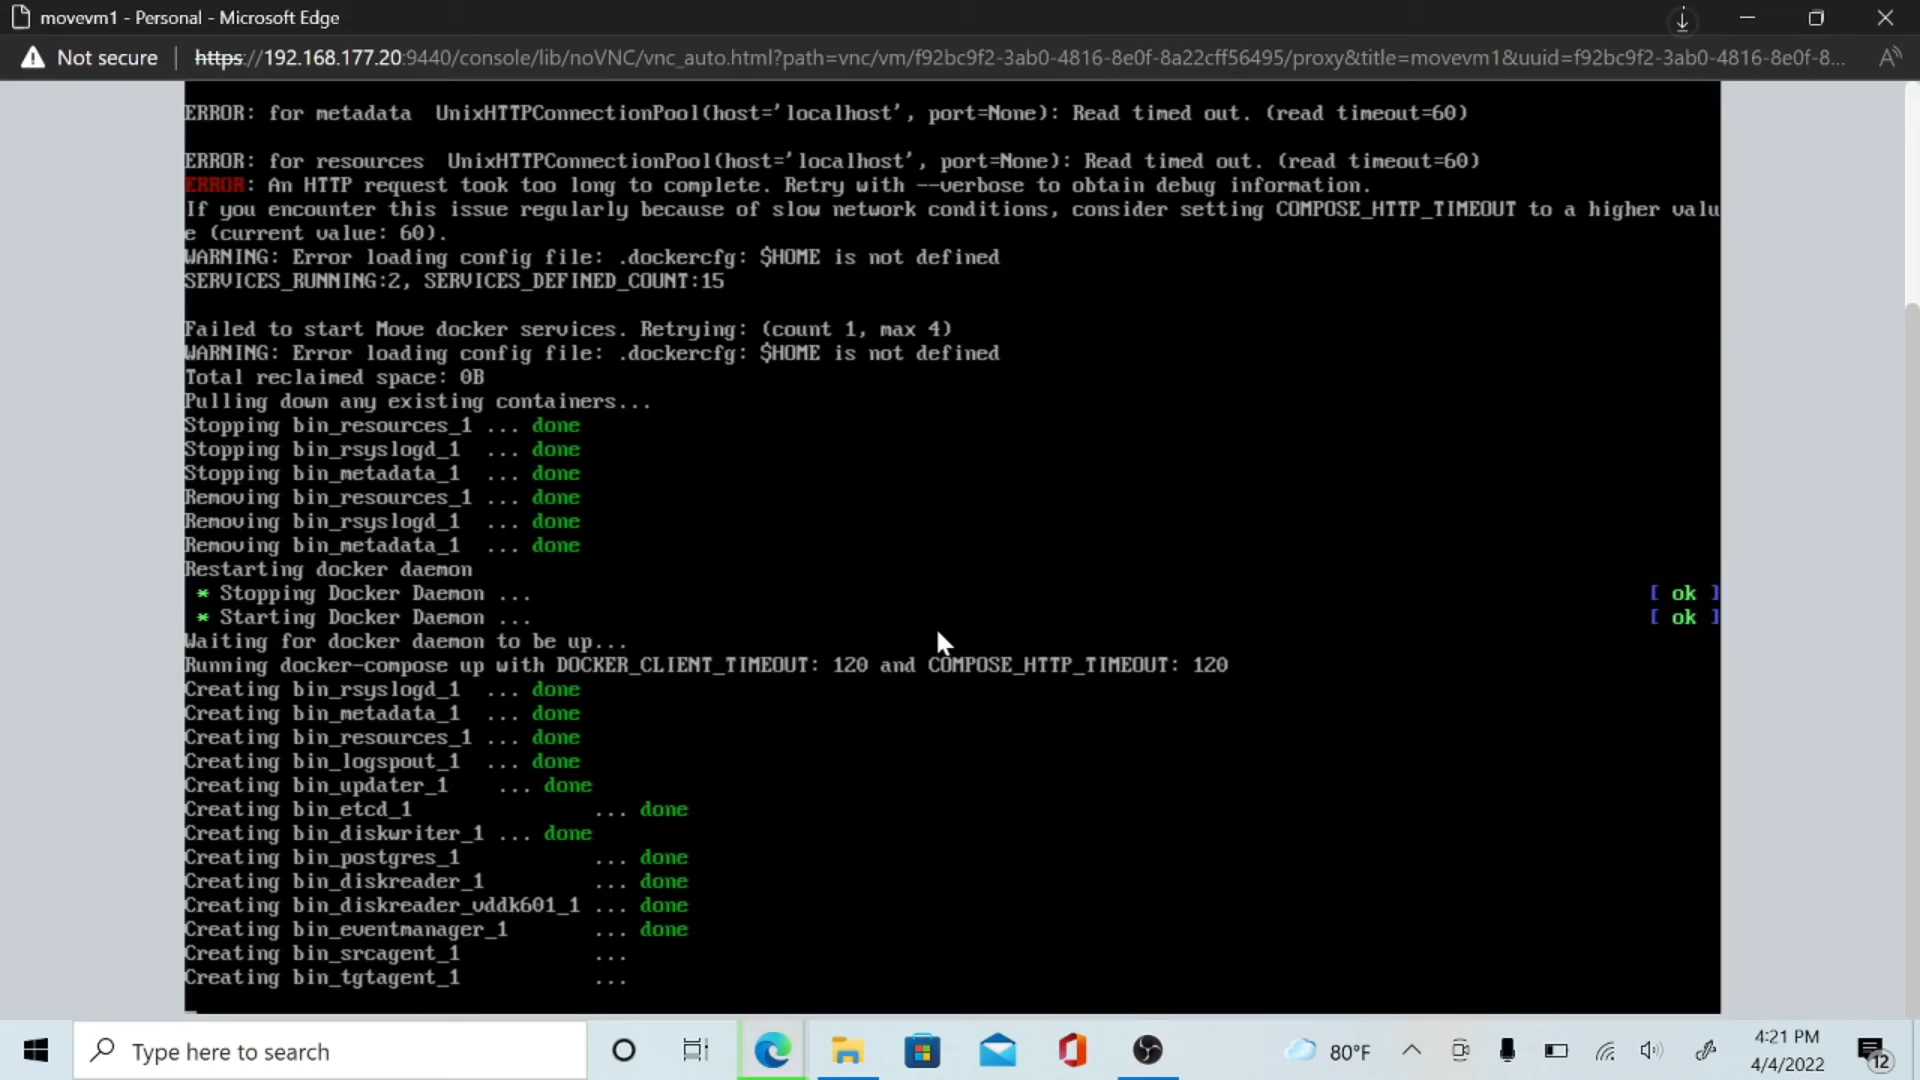 movevm1 - Personal - Microsoft Edge
Not secure | https://192.168.177.20:9440/console/lib/noVNC/vnc_auto.html?path=vnc/vm/f92bc9f2-3ab0-4816-8e0f-8a22cff56495/proxy&title=movevm1&uuid=f92bc9f2-3ab0-4816-8e0f-8...
ERROR: for metadata  UnixHTTPConnectionPool(host='localhost', port=None): Read timed out. (read timeout=60)
ERROR: for resources  UnixHTTPConnectionPool(host='localhost', port=None): Read timed out. (read timeout=60)
ERROR: An HTTP request took too long to complete. Retry with --verbose to obtain debug information.
If you encounter this issue regularly because of slow network conditions, consider setting COMPOSE_HTTP_TIMEOUT to a higher valu
e (current value: 60).
WARNING: Error loading config file: .dockercfg: $HOME is not defined
SERVICES_RUNNING:2, SERVICES_DEFINED_COUNT:15
Failed to start Move docker services. Retrying: (count 1, max 4)
WARNING: Error loading config file: .dockercfg: $HOME is not defined
Total reclaimed space: 0B
Pulling down any existing containers...
Stopping bin_resources_1 ... done
Stopping bin_rsyslogd_1  ... done
Stopping bin_metadata_1  ... done
Removing bin_resources_1 ... done
Removing bin_rsyslogd_1  ... done
Removing bin_metadata_1  ... done
Restarting docker daemon
* Stopping Docker Daemon ... [ ok ]
* Starting Docker Daemon ... [ ok ]
Waiting for docker daemon to be up...
Running docker-compose up with DOCKER_CLIENT_TIMEOUT: 120 and COMPOSE_HTTP_TIMEOUT: 120
Creating bin_rsyslogd_1  ... done
Creating bin_metadata_1  ... done
Creating bin_resources_1 ... done
Creating bin_logspout_1  ... done
Creating bin_updater_1    ... done
Creating bin_etcd_1               ... done
Creating bin_diskwriter_1 ... done
Creating bin_postgres_1           ... done
Creating bin_diskreader_1         ... done
Creating bin_diskreader_vddk601_1 ... done
Creating bin_eventmanager_1       ... done
Creating bin_srcagent_1           ...
Creating bin_tgtagent_1           ...
Type here to search
80°F
4:21 PM
4/4/2022
12